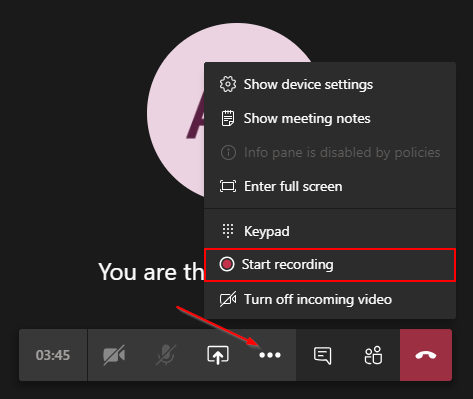 A
Show device settings
Show meeting notes
Info pane is disabled by policies
Enter full screen
Keypad
You are th
Start recording
Turn off incoming video
03:45